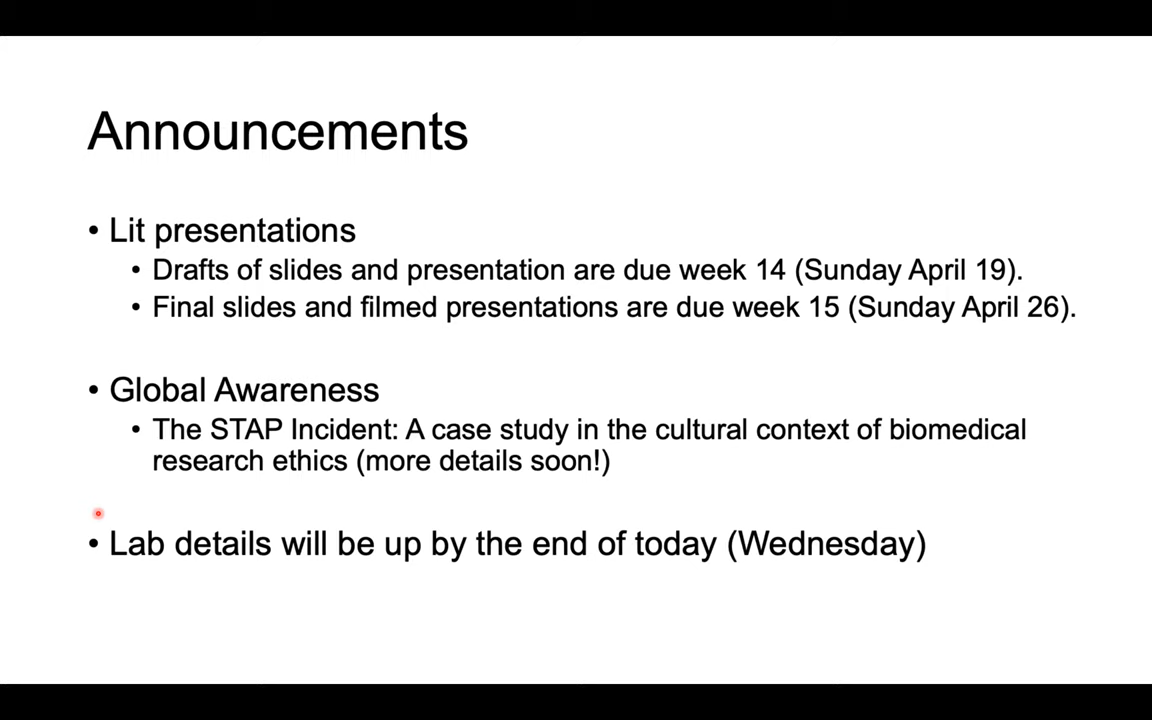 Announcements
• Lit presentations
• Drafts of slides and presentation are due week 14 (Sunday April 19).
• Final slides and filmed presentations are due week 15 (Sunday April 26).
• Global Awareness
• The STAP Incident: A case study in the cultural context of biomedical
research ethics (more details soon!)
• Lab details will be up by the end of today (Wednesday)